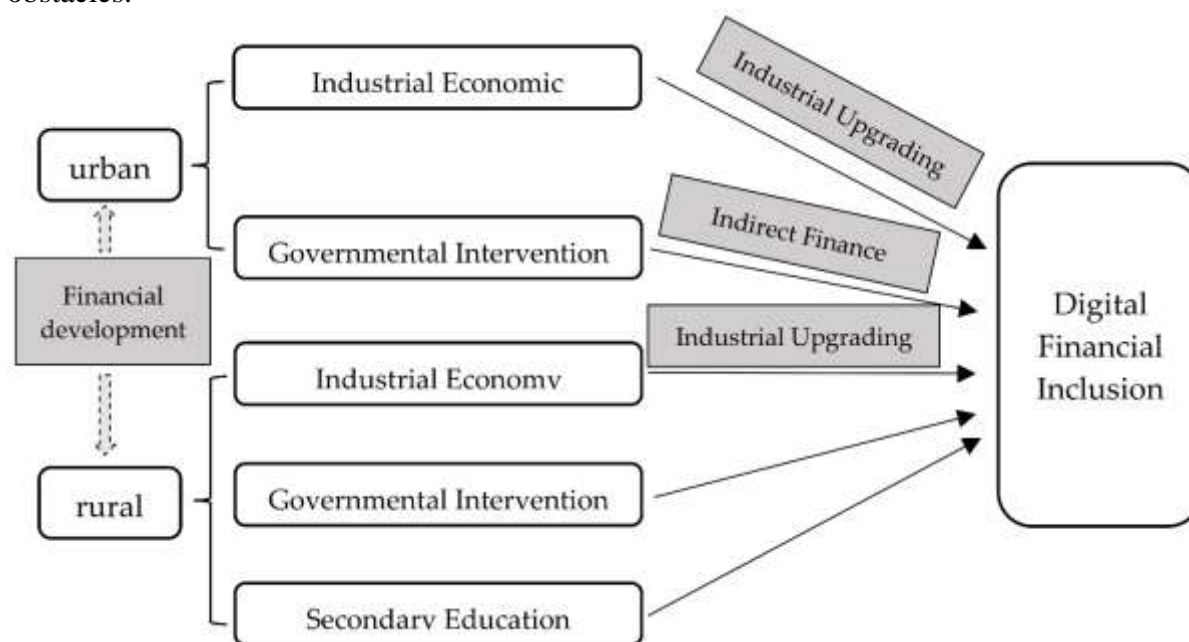 obstacles.
Industrial Economic
Industrial Upgrading
urban
Indirect Finance
Governmental Intervention
Financial
development
Industrial Upgrading
Digital
Financial
Inclusion
Industrial Economy
rural
Governmental Intervention
Secondary Education